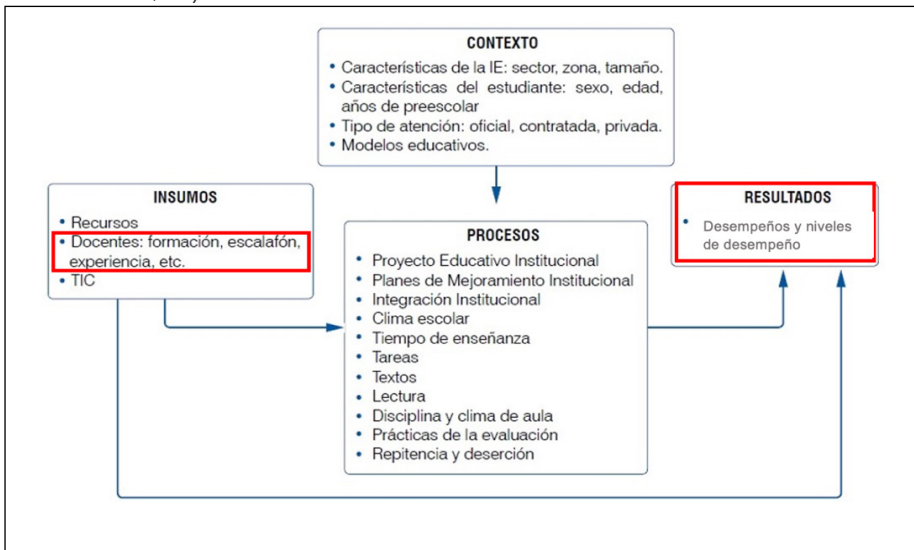 CONTEXTO
• Características de la IE: sector, zona, tamaño.
• Características del estudiante: sexo, edad,
años de preescolar
• Tipo de atención: oficial, contratada, privada.
• Modelos educativos.
INSUMOS
• Recursos
• Docentes: formación, escalafón,
experiencia, etc.
• TIC
PROCESOS
• Proyecto Educativo Institucional
• Planes de Mejoramiento Institucional
• Integración Institucional
• Clima escolar
• Tiempo de enseñanza
• Tareas
• Textos
• Lectura
• Disciplina y clima de aula
• Prácticas de la evaluación
• Repitencia y deserción
RESULTADOS
• Desempeños y niveles
de desempeño